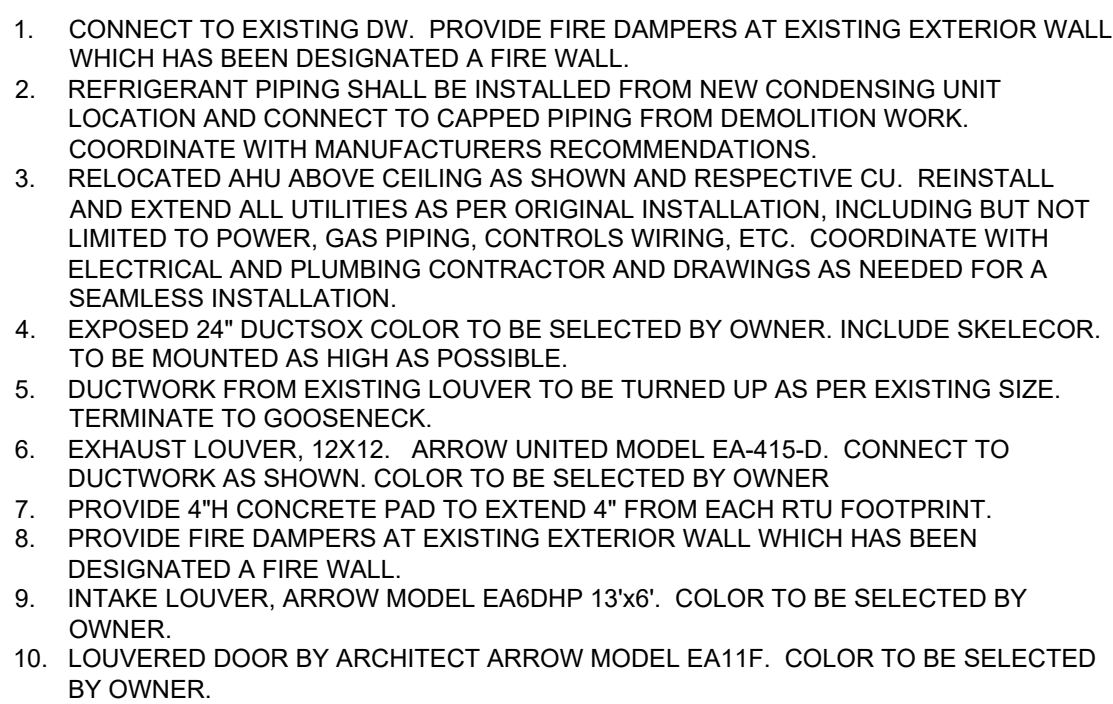 1. CONNECT TO EXISTING DW. PROVIDE FIRE DAMPERS AT EXISTING EXTERIOR WALL
WHICH HAS BEEN DESIGNATED A FIRE WALL.
2. REFRIGERANT PIPING SHALL BE INSTALLED FROM NEW CONDENSING UNIT
LOCATION AND CONNECT TO CAPPED PIPING FROM DEMOLITION WORK.
COORDINATE WITH MANUFACTURERS RECOMMENDATIONS.
3. RELOCATED AHU ABOVE CEILING AS SHOWN AND RESPECTIVE CU. REINSTALL
AND EXTEND ALL UTILITIES AS PER ORIGINAL INSTALLATION, INCLUDING BUT NOT
LIMITED TO POWER, GAS PIPING, CONTROLS WIRING, ETC. COORDINATE WITH
ELECTRICAL AND PLUMBING CONTRACTOR AND DRAWINGS AS NEEDED FOR A
SEAMLESS INSTALLATION.
4. EXPOSED 24" DUCTSOX COLOR TO BE SELECTED BY OWNER. INCLUDE SKELECOR.
TO BE MOUNTED AS HIGH AS POSSIBLE.
5. DUCTWORK FROM EXISTING LOUVER TO BE TURNED UP AS PER EXISTING SIZE.
TERMINATE TO GOOSENECK.
6. EXHAUST LOUVER, 12X12. ARROW UNITED MODEL EA-415-D. CONNECT TO
DUCTWORK AS SHOWN. COLOR TO BE SELECTED BY OWNER
7. PROVIDE 4"H CONCRETE PAD TO EXTEND 4" FROM EACH RTU FOOTPRINT.
8. PROVIDE FIRE DAMPERS AT EXISTING EXTERIOR WALL WHICH HAS BEEN
DESIGNATED A FIRE WALL.
9. INTAKE LOUVER, ARROW MODEL EA6DHP 13'x6'. COLOR TO BE SELECTED BY
OWNER.
10. LOUVERED DOOR BY ARCHITECT ARROW MODEL EA11F. COLOR TO BE SELECTED
BY OWNER.